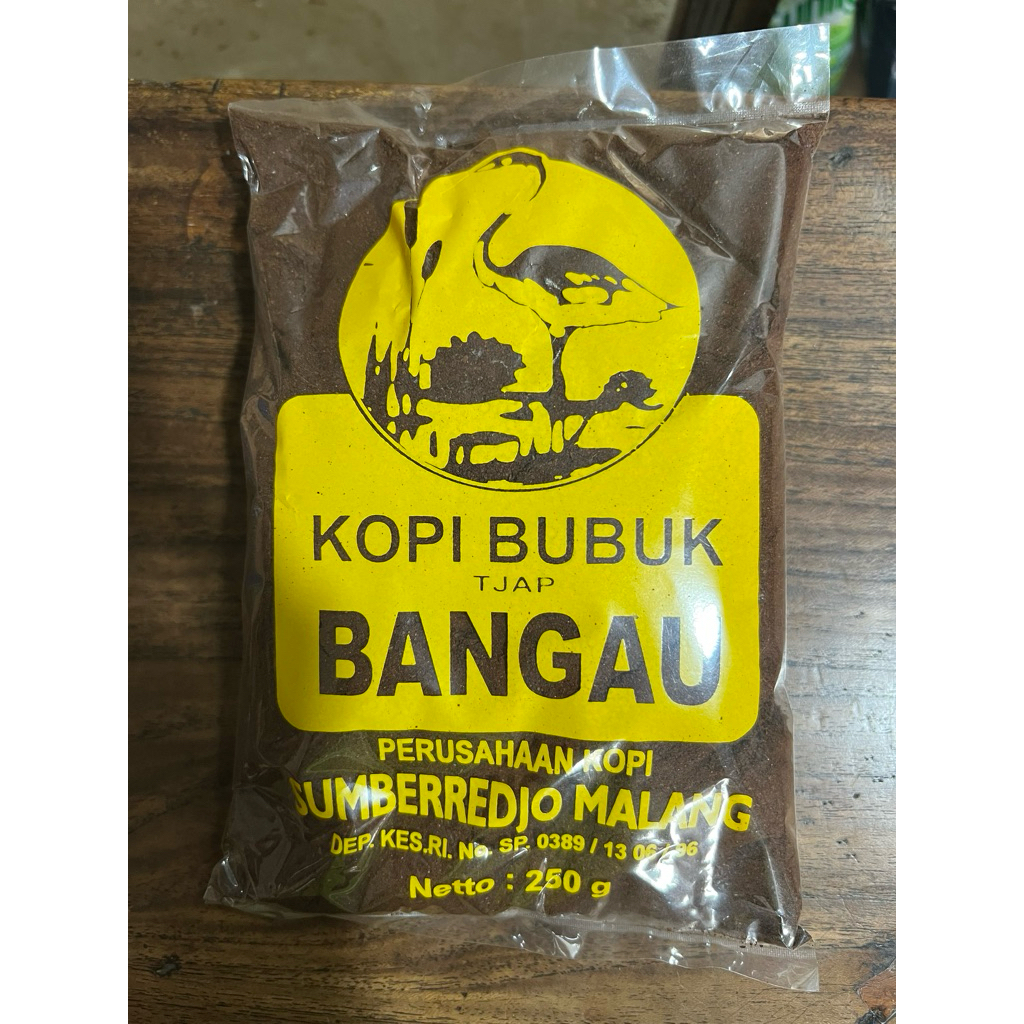 KOPI BUBUK
TJAP
BANGAU
PERUSAHAAN KOPI
SUMBERREDJO MALANG
DEP. KES.RI. No. SP. 0389 / 13 06 / 96
Netto : 250 g